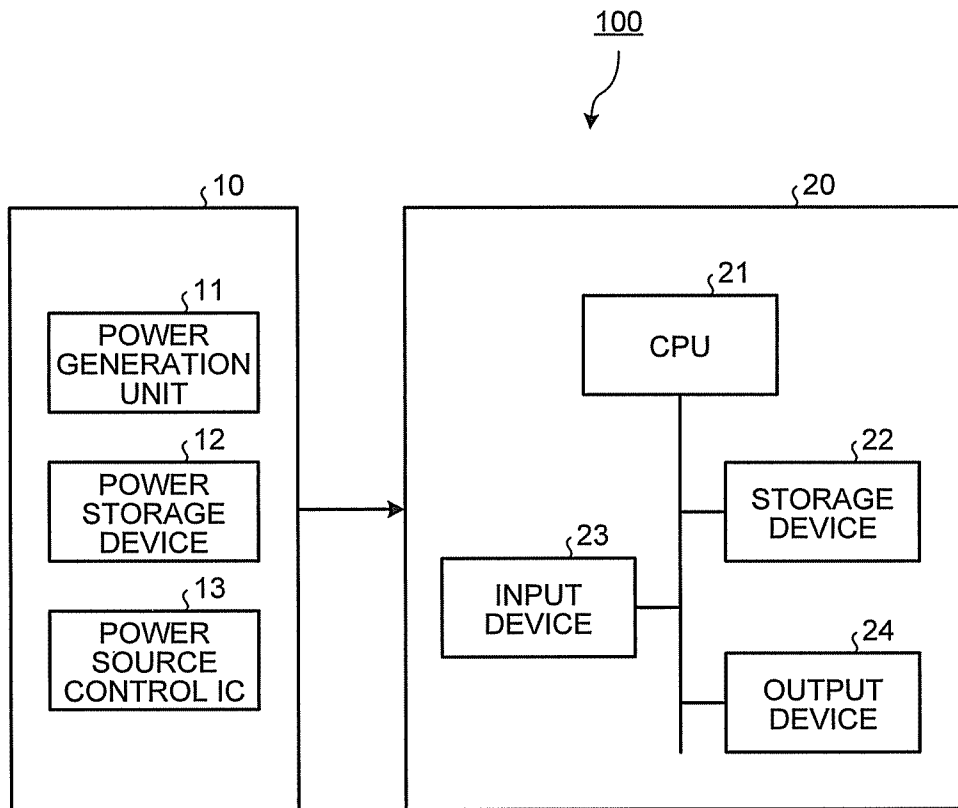 100
10
11
POWER
GENERATION
UNIT
12
POWER
STORAGE
DEVICE
13
POWER
SOURCE
CONTROL IC
20
21
CPU
22
STORAGE
DEVICE
23
INPUT
DEVICE
24
OUTPUT
DEVICE